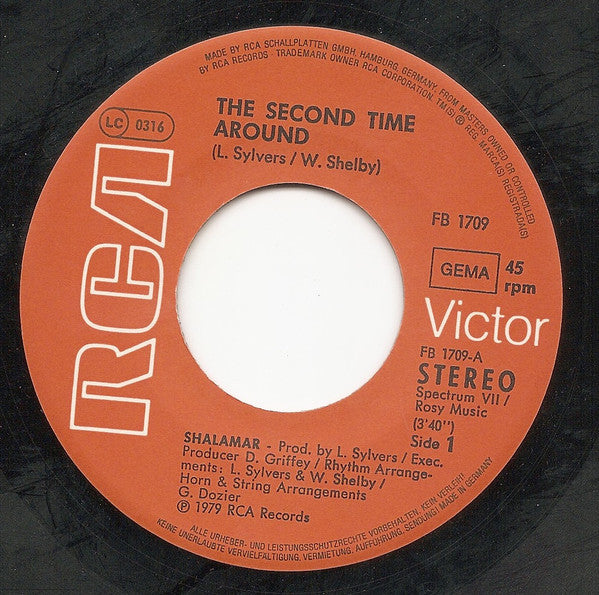 MADE BY RCA SCHALLPLATTEN GMBH, HAMBURG, GERMANY, FROM MASTERS OWNED OR CONTROLLED
BY RCA RECORDS TRADEMARK OWNER RCA CORPORATION, TM(S) ® REG. MARCA(S) REGISTRADA(S)
LC 0316
THE SECOND TIME
AROUND
(L. Sylvers / W. Shelby)
RCA
FB 1709
GEMA 45
rpm
Victor
FB 1709-A
STEREO
Spectrum VII /
Rosy Music
(3'40")
Side 1
SHALAMAR - Prod. by L. Sylvers / Exec.
Producer D. Griffey / Rhythm Arrange-
ments: L. Sylvers & W. Shelby /
Horn & String Arrangements
G. Dozier
℗ 1979 RCA Records
ALLE URHEBER- UND LEISTUNGSSCHUTZRECHTE VORBEHALTEN. KEIN VERLEIH!
KEINE UNERLAUBTE VERVIELFÄLTIGUNG, VERMIETUNG, AUFFÜHRUNG, SENDUNG! MADE IN GERMANY